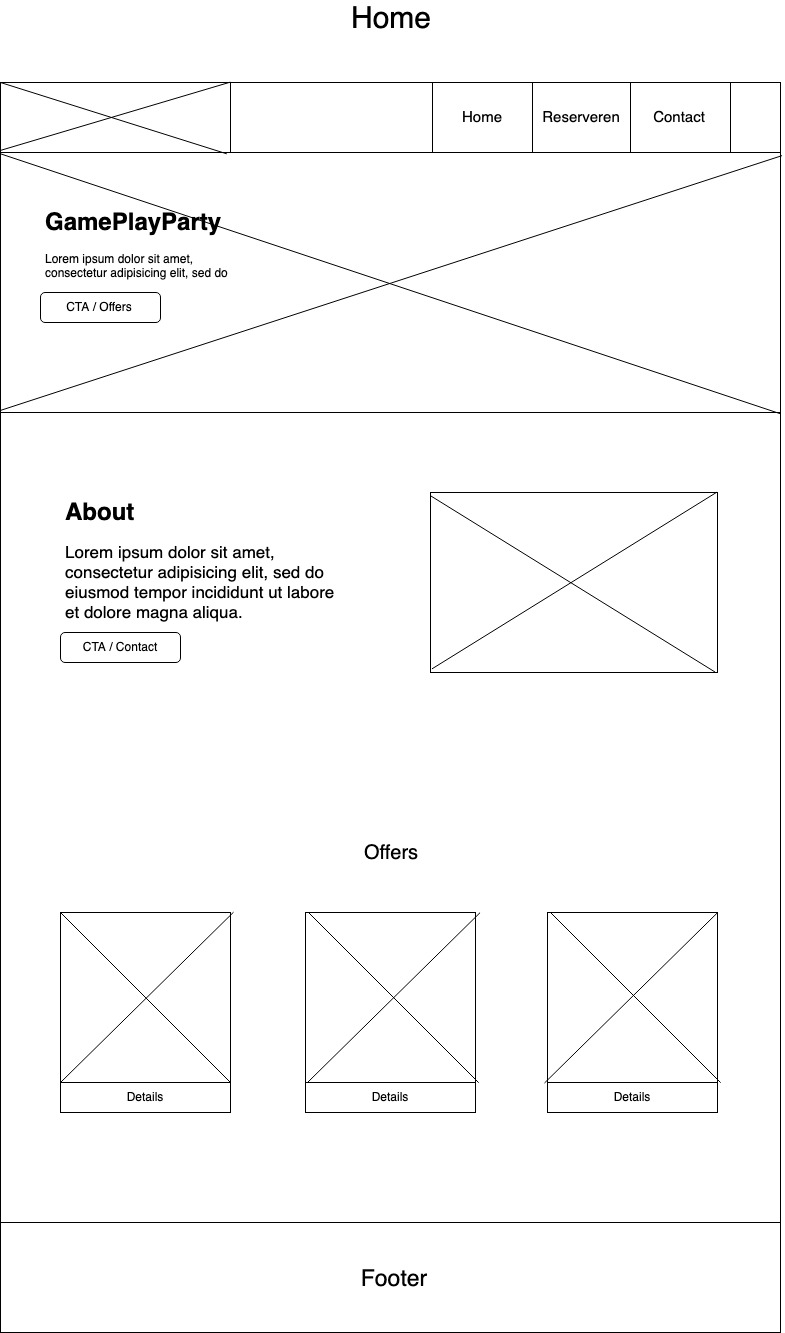 Home
Home
Reserveren
Contact
GamePlayParty
Lorem ipsum dolor sit amet,
consectetur adipisicing elit, sed do
CTA / Offers
About
Lorem ipsum dolor sit amet,
consectetur adipisicing elit, sed do
eiusmod tempor incididunt ut labore
et dolore magna aliqua.
CTA / Contact
Offers
Details
Details
Details
Footer